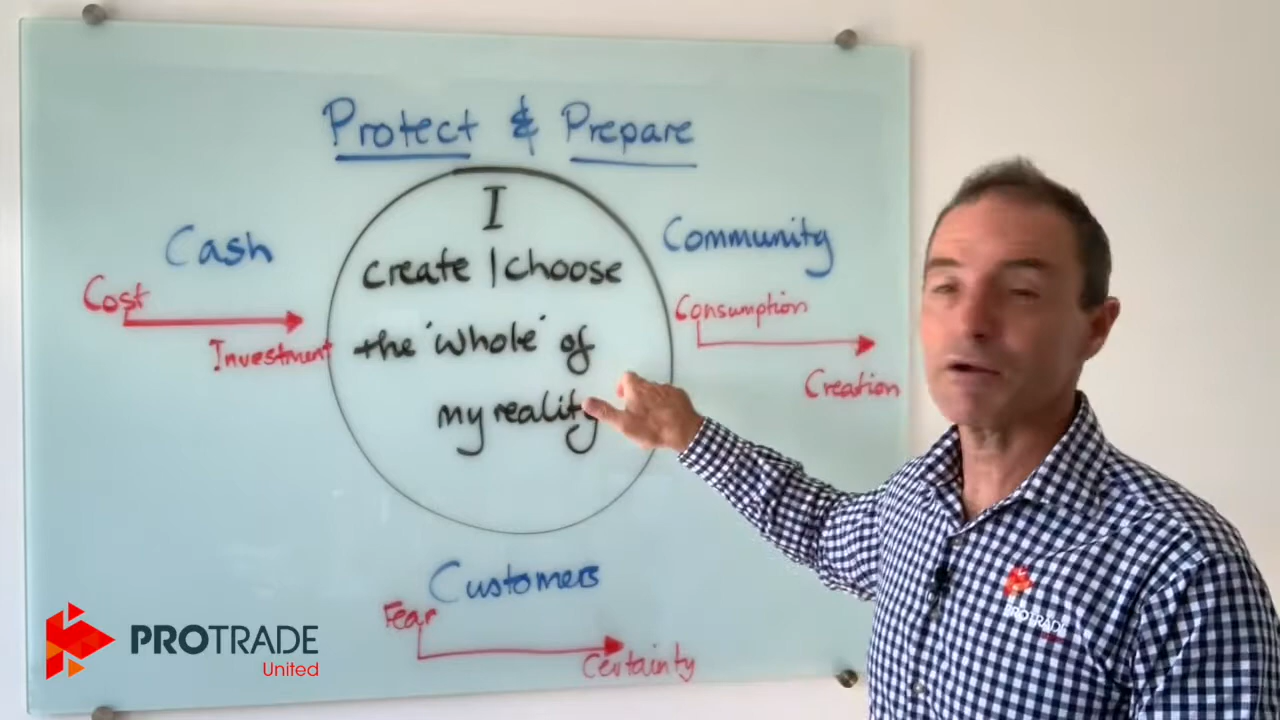 Protect & Prepare
I
create / choose
the 'whole' of
my reality
Cash
Cost
Investment
Community
Consumption
Creation
Customers
Fear
Certainty
PROTRADE
United
PROTRADE